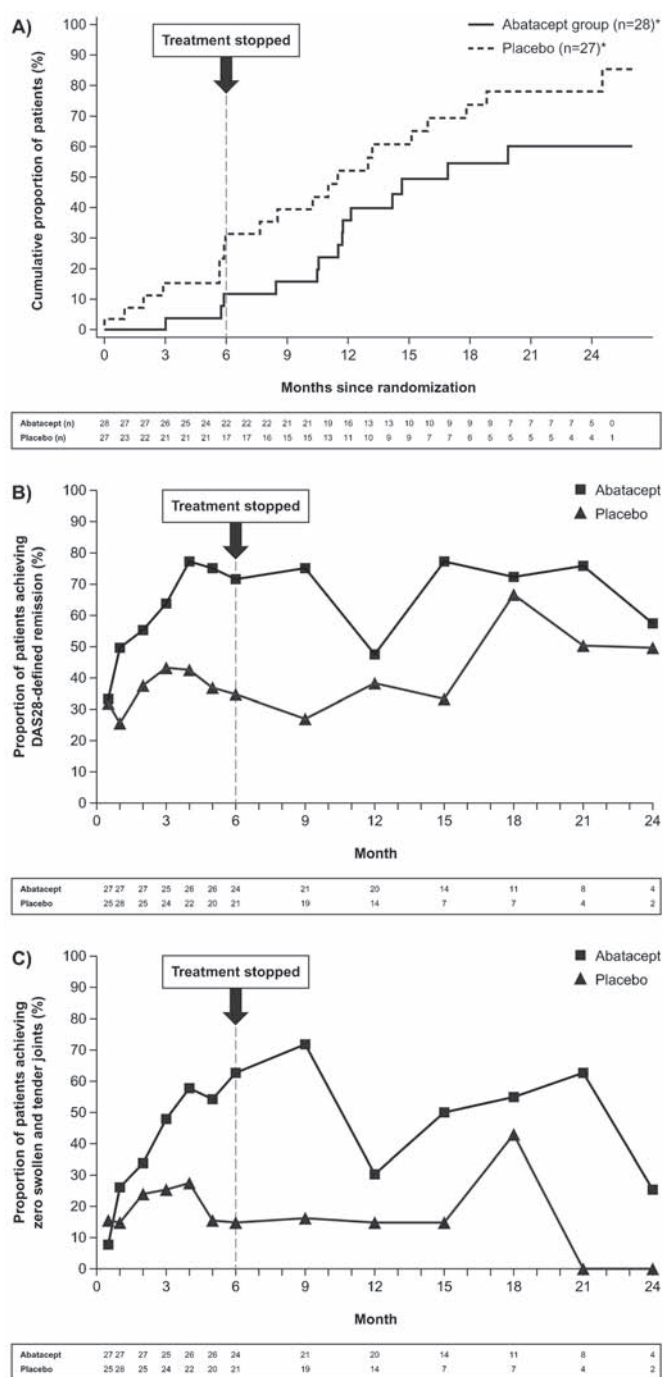 A)
Treatment stopped
Abatacept group (n=28)*
Placebo (n=27)*
Cumulative proportion of patients (%)
100
90
80
70
60
50
40
30
20
10
0
0 3 6 9 12 15 18 21 24
Months since randomization
Abatacept (n) 28 27 27 26 25 24 22 22 22 21 21 19 16 13 13 10 10 9 9 9 7 7 7 7 5 0
Placebo (n) 27 23 22 21 21 21 17 17 16 15 15 13 11 10 9 9 7 7 6 5 5 5 5 4 4 1
B)
Treatment stopped
Abatacept
Placebo
Proportion of patients achieving
DAS28-defined remission (%)
100
90
80
70
60
50
40
30
20
10
0
0 3 6 9 12 15 18 21 24
Month
Abatacept 27 27 27 25 26 26 24 21 20 14 11 8 4
Placebo 25 28 25 24 22 20 21 19 14 7 7 4 2
C)
Treatment stopped
Abatacept
Placebo
Proportion of patients achieving
zero swollen and tender joints (%)
100
90
80
70
60
50
40
30
20
10
0
0 3 6 9 12 15 18 21 24
Month
Abatacept 27 27 27 25 26 26 24 21 20 14 11 8 4
Placebo 25 28 25 24 22 20 21 19 14 7 7 4 2